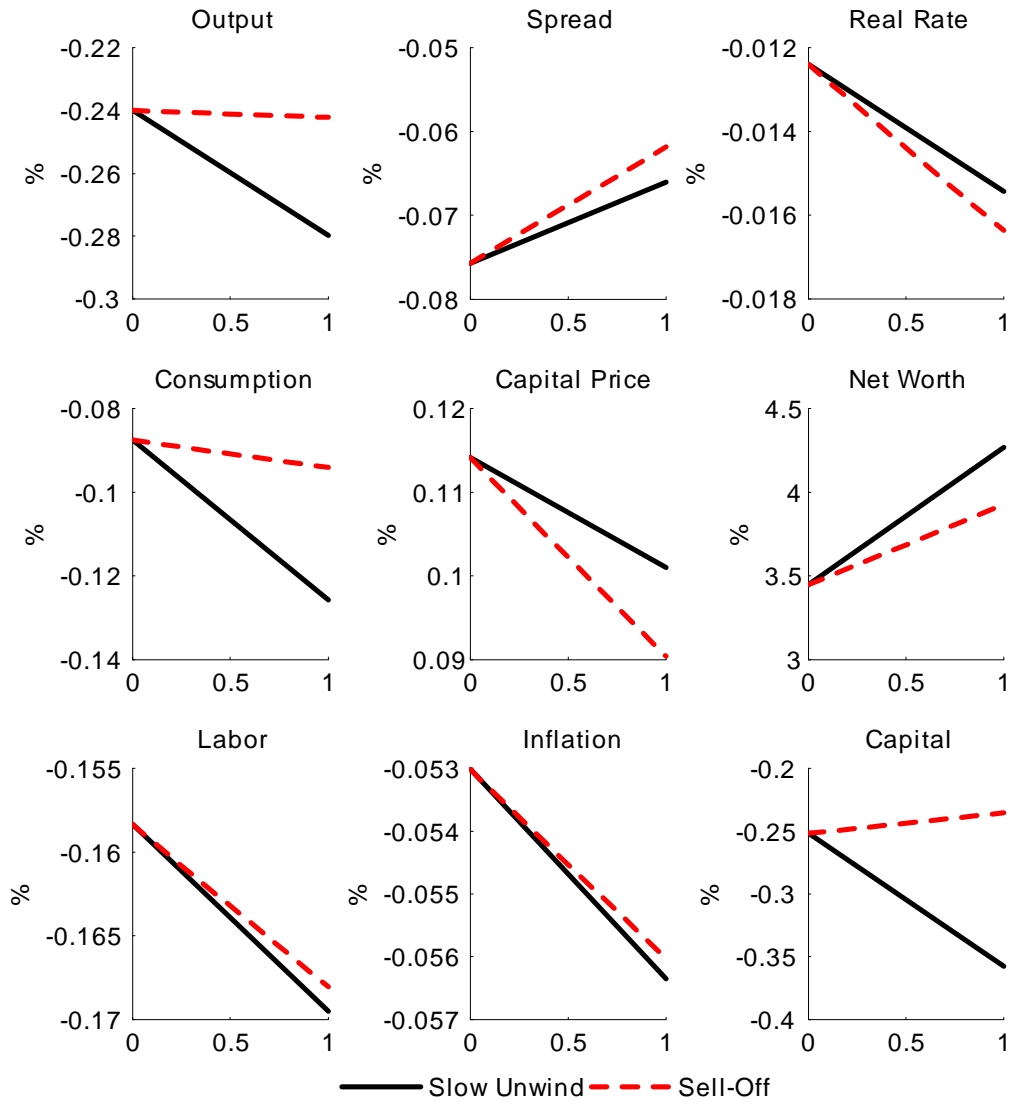 Output
-0.22
-0.24
-0.26
-0.28
-0.3
%
0 0.5 1
Spread
-0.05
-0.06
-0.07
-0.08
%
0 0.5 1
Real Rate
-0.012
-0.014
-0.016
-0.018
%
0 0.5 1
Consumption
-0.08
-0.1
-0.12
-0.14
%
0 0.5 1
Capital Price
0.12
0.11
0.1
0.09
%
0 0.5 1
Net Worth
4.5
4
3.5
3
%
0 0.5 1
Labor
-0.155
-0.16
-0.165
-0.17
%
0 0.5 1
Inflation
-0.053
-0.054
-0.055
-0.056
-0.057
%
0 0.5 1
Capital
-0.2
-0.25
-0.3
-0.35
-0.4
%
0 0.5 1
Slow Unwind Sell-Off